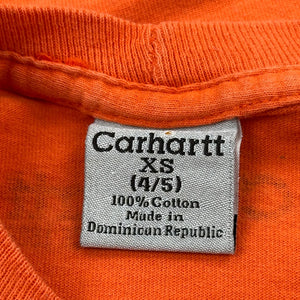 Carhartt
XS
(4/5)
100% Cotton
Made in
Dominican Republic